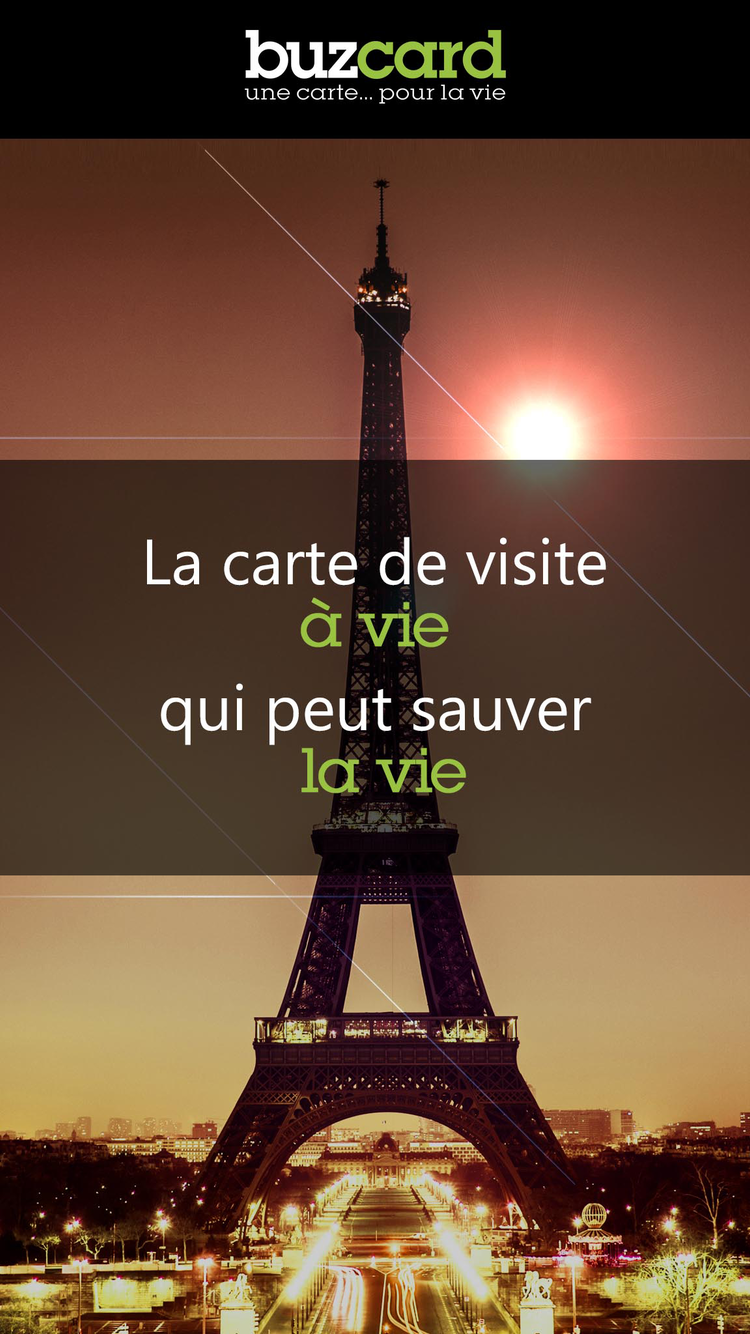 buzcard
une carte... pour la vie
La carte de visite
à vie
qui peut sauver
la vie